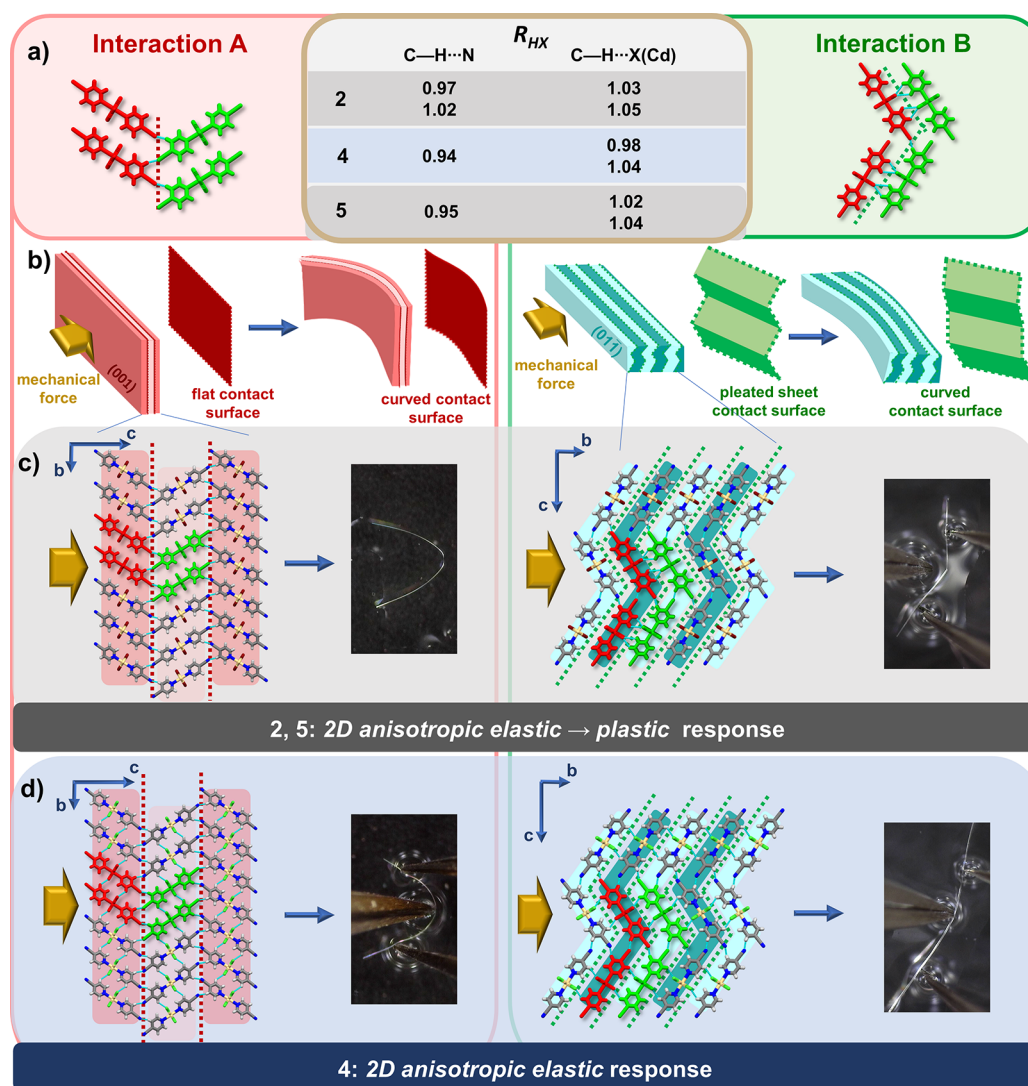 a)
Interaction A
R_HX
C—H···N C—H···X(Cd)
2 0.97 1.03
1.02 1.05
4 0.94 0.98
1.04
5 0.95 1.02
1.04
Interaction B
b)
(001)
mechanical
force
flat contact
surface
curved contact
surface
(011)
mechanical
force
pleated sheet
contact surface
curved
contact surface
c)
c
b
b
c
2, 5: 2D anisotropic elastic → plastic response
d)
c
b
b
c
4: 2D anisotropic elastic response